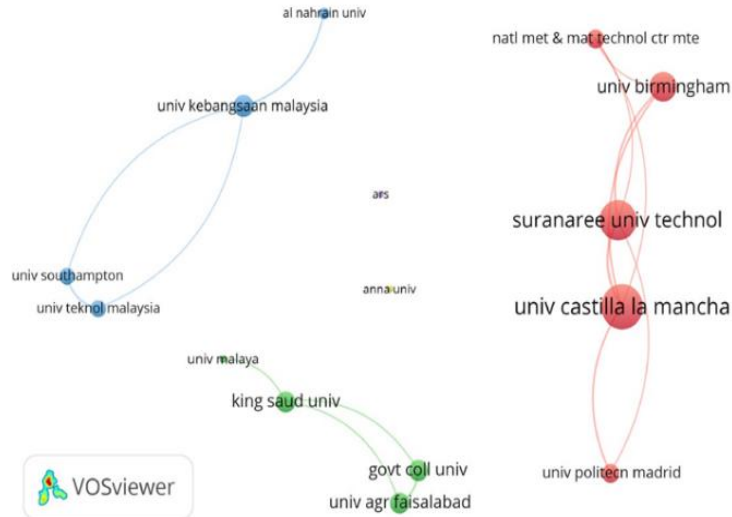 al nahrain univ
natl met & mat technol ctr mte
univ birmingham
univ kebangsaan malaysia
ars
suranaree univ technol
univ southampton
anna univ
univ teknol malaysia
univ castilla la mancha
univ malaya
king saud univ
govt coll univ
univ politecn madrid
VOSviewer
univ agr faisalabad